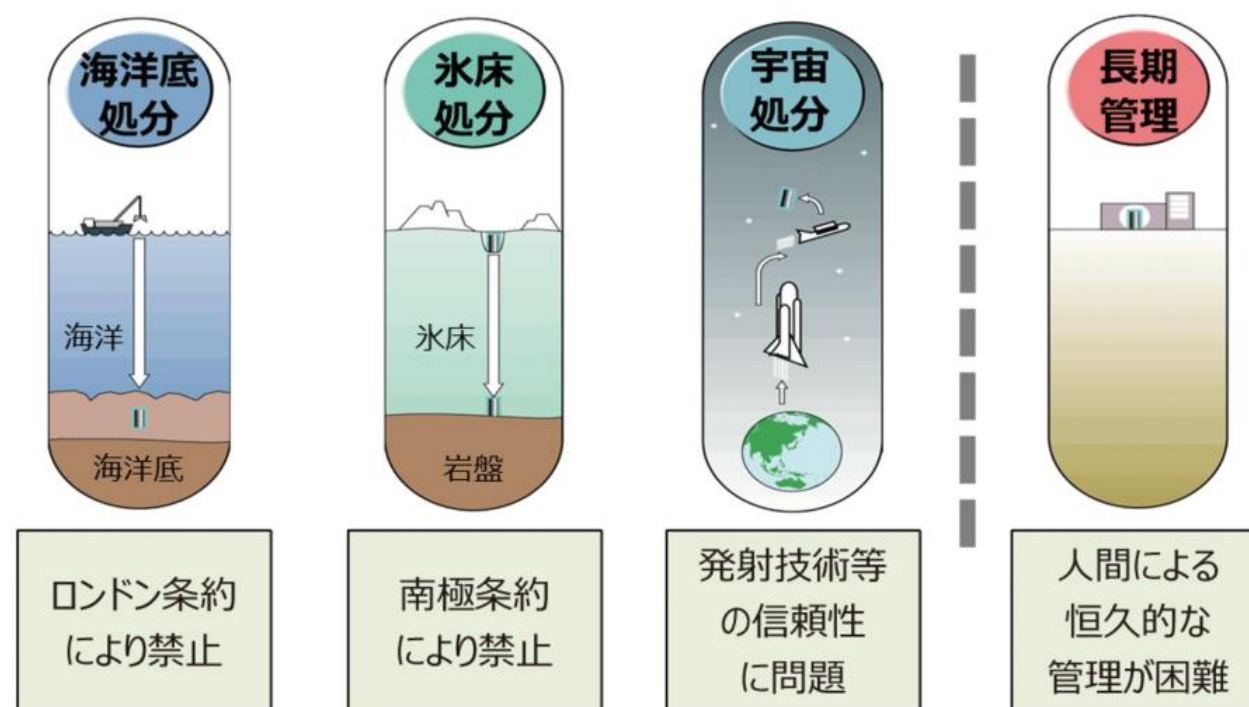 海洋底
処分
海洋
海洋底
ロンドン条約
により禁止
氷床
処分
氷床
岩盤
南極条約
により禁止
宇宙
処分
発射技術等
の信頼性
に問題
長期
管理
人間による
恒久的な
管理が困難